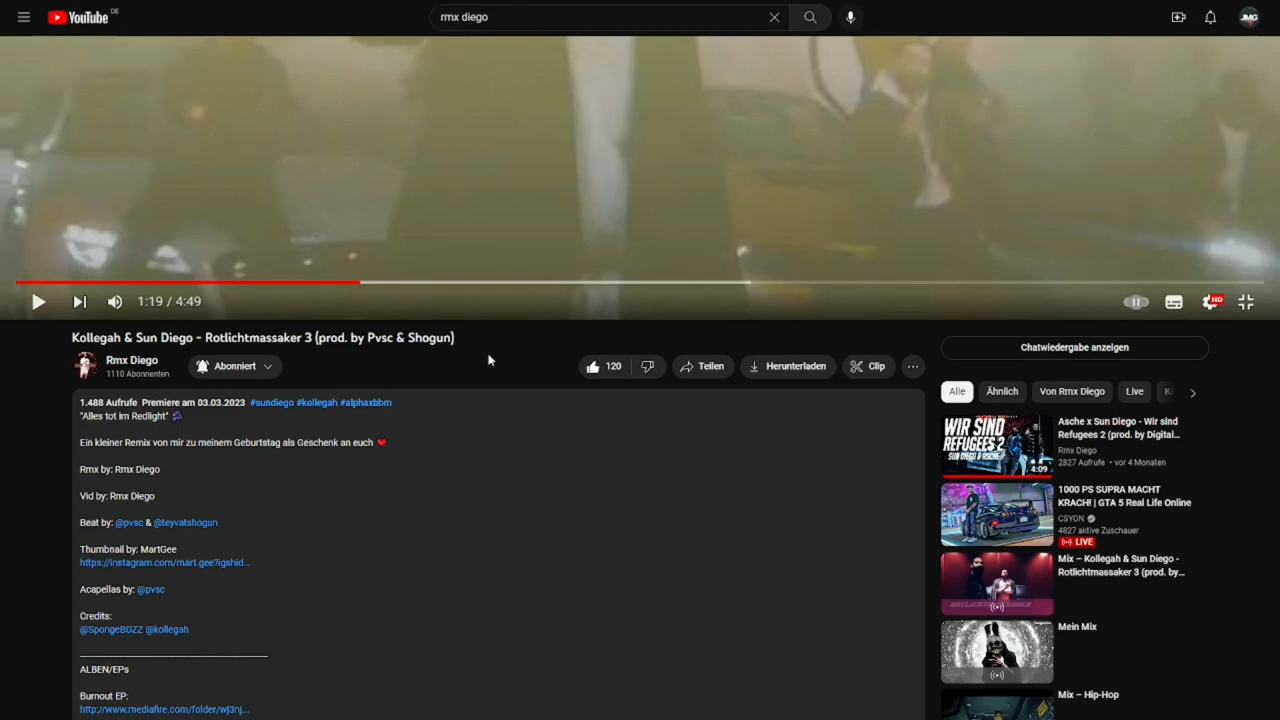 YouTube DE
rmx diego
JMG
1:19 / 4:49
HD
Kollegah & Sun Diego - Rotlichtmassaker 3 (prod. by Pvsc & Shogun)
Rmx Diego
1110 Abonnenten
Abonniert
120
Teilen
Herunterladen
Clip
1.488 Aufrufe Premiere am 03.03.2023 #sundiego #kollegah #alphaxbbm
"Alles tot im Redlight"
Ein kleiner Remix von mir zu meinem Geburtstag als Geschenk an euch
Rmx by: Rmx Diego
Vid by: Rmx Diego
Beat by: @pvsc & @teyvatshogun
Thumbnail by: MartGee
https://instagram.com/mart.gee?igshid...
Acapellas by: @pvsc
Credits:
@SpongeBOZZ @kollegah
ALBEN/EPs
Burnout EP:
http://www.mediafire.com/folder/wj3nj...
Chatwiedergabe anzeigen
Alle
Ähnlich
Von Rmx Diego
Live
WIR SIND
REFUGEES 2
SUN DIEGO & ASCHE
4:09
Asche x Sun Diego - Wir sind
Refugees 2 (prod. by Digital...
Rmx Diego
2827 Aufrufe • vor 4 Monaten
1000 PS SUPRA MACHT
KRACH! | GTA 5 Real Life Online
CSYON
4827 aktive Zuschauer
LIVE
Mix – Kollegah & Sun Diego -
Rotlichtmassaker 3 (prod. by...
Mein Mix
Mix – Hip-Hop